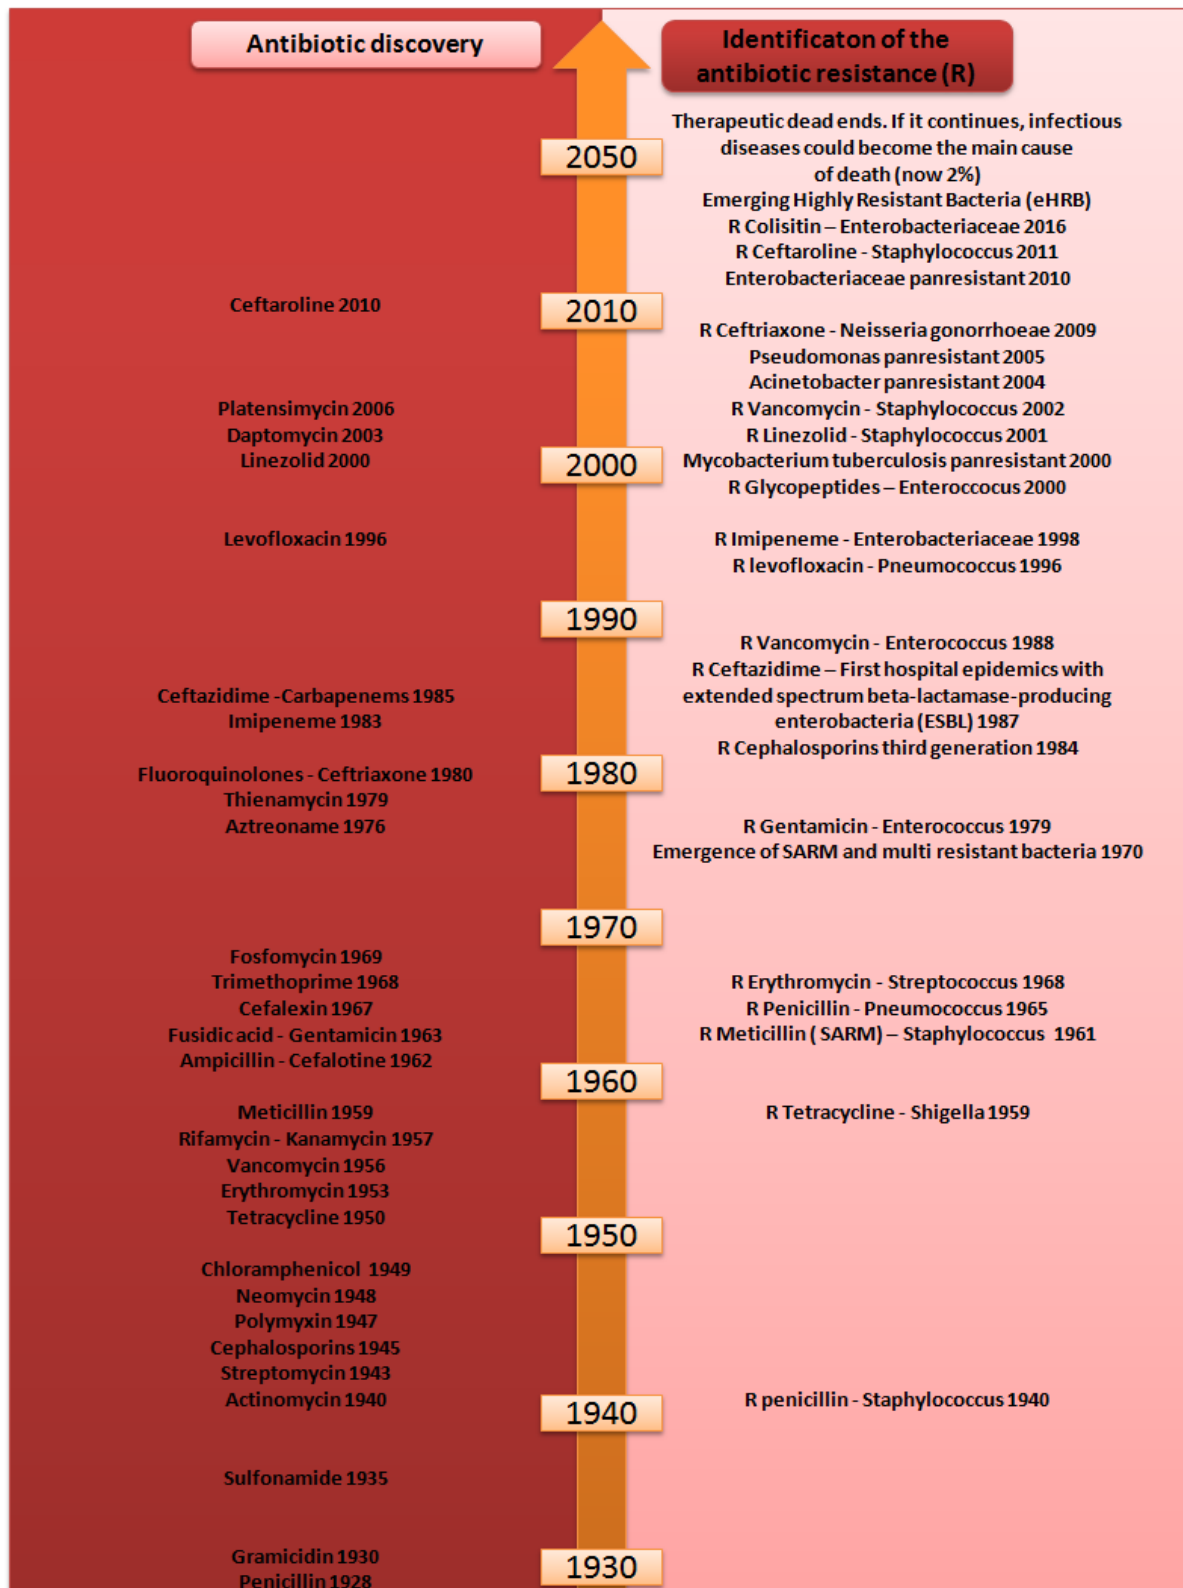 Antibiotic discovery
Ceftaroline 2010
Platensimycin 2006
Daptomycin 2003
Linezolid 2000
Levofloxacin 1996
Ceftazidime -Carbapenems 1985
Imipeneme 1983
Fluoroquinolones - Ceftriaxone 1980
Thienamycin 1979
Aztreoname 1976
Fosfomycin 1969
Trimethoprime 1968
Cefalexin 1967
Fusidic acid - Gentamicin 1963
Ampicillin - Cefalotine 1962
Meticillin 1959
Rifamycin - Kanamycin 1957
Vancomycin 1956
Erythromycin 1953
Tetracycline 1950
Chloramphenicol 1949
Neomycin 1948
Polymyxin 1947
Cephalosporins 1945
Streptomycin 1943
Actinomycin 1940
Sulfonamide 1935
Gramicidin 1930
Penicillin 1928
2050
2010
2000
1990
1980
1970
1960
1950
1940
1930
Identificaton of the
antibiotic resistance (R)
Therapeutic dead ends. If it continues, infectious
diseases could become the main cause
of death (now 2%)
Emerging Highly Resistant Bacteria (eHRB)
R Colisitin – Enterobacteriaceae 2016
R Ceftaroline - Staphylococcus 2011
Enterobacteriaceae panresistant 2010
R Ceftriaxone - Neisseria gonorrhoeae 2009
Pseudomonas panresistant 2005
Acinetobacter panresistant 2004
R Vancomycin - Staphylococcus 2002
R Linezolid - Staphylococcus 2001
Mycobacterium tuberculosis panresistant 2000
R Glycopeptides – Enteroccocus 2000
R Imipeneme - Enterobacteriaceae 1998
R levofloxacin - Pneumococcus 1996
R Vancomycin - Enterococcus 1988
R Ceftazidime – First hospital epidemics with
extended spectrum beta-lactamase-producing
enterobacteria (ESBL) 1987
R Cephalosporins third generation 1984
R Gentamicin - Enterococcus 1979
Emergence of SARM and multi resistant bacteria 1970
R Erythromycin - Streptococcus 1968
R Penicillin - Pneumococcus 1965
R Meticillin ( SARM) – Staphylococcus 1961
R Tetracycline - Shigella 1959
R penicillin - Staphylococcus 1940